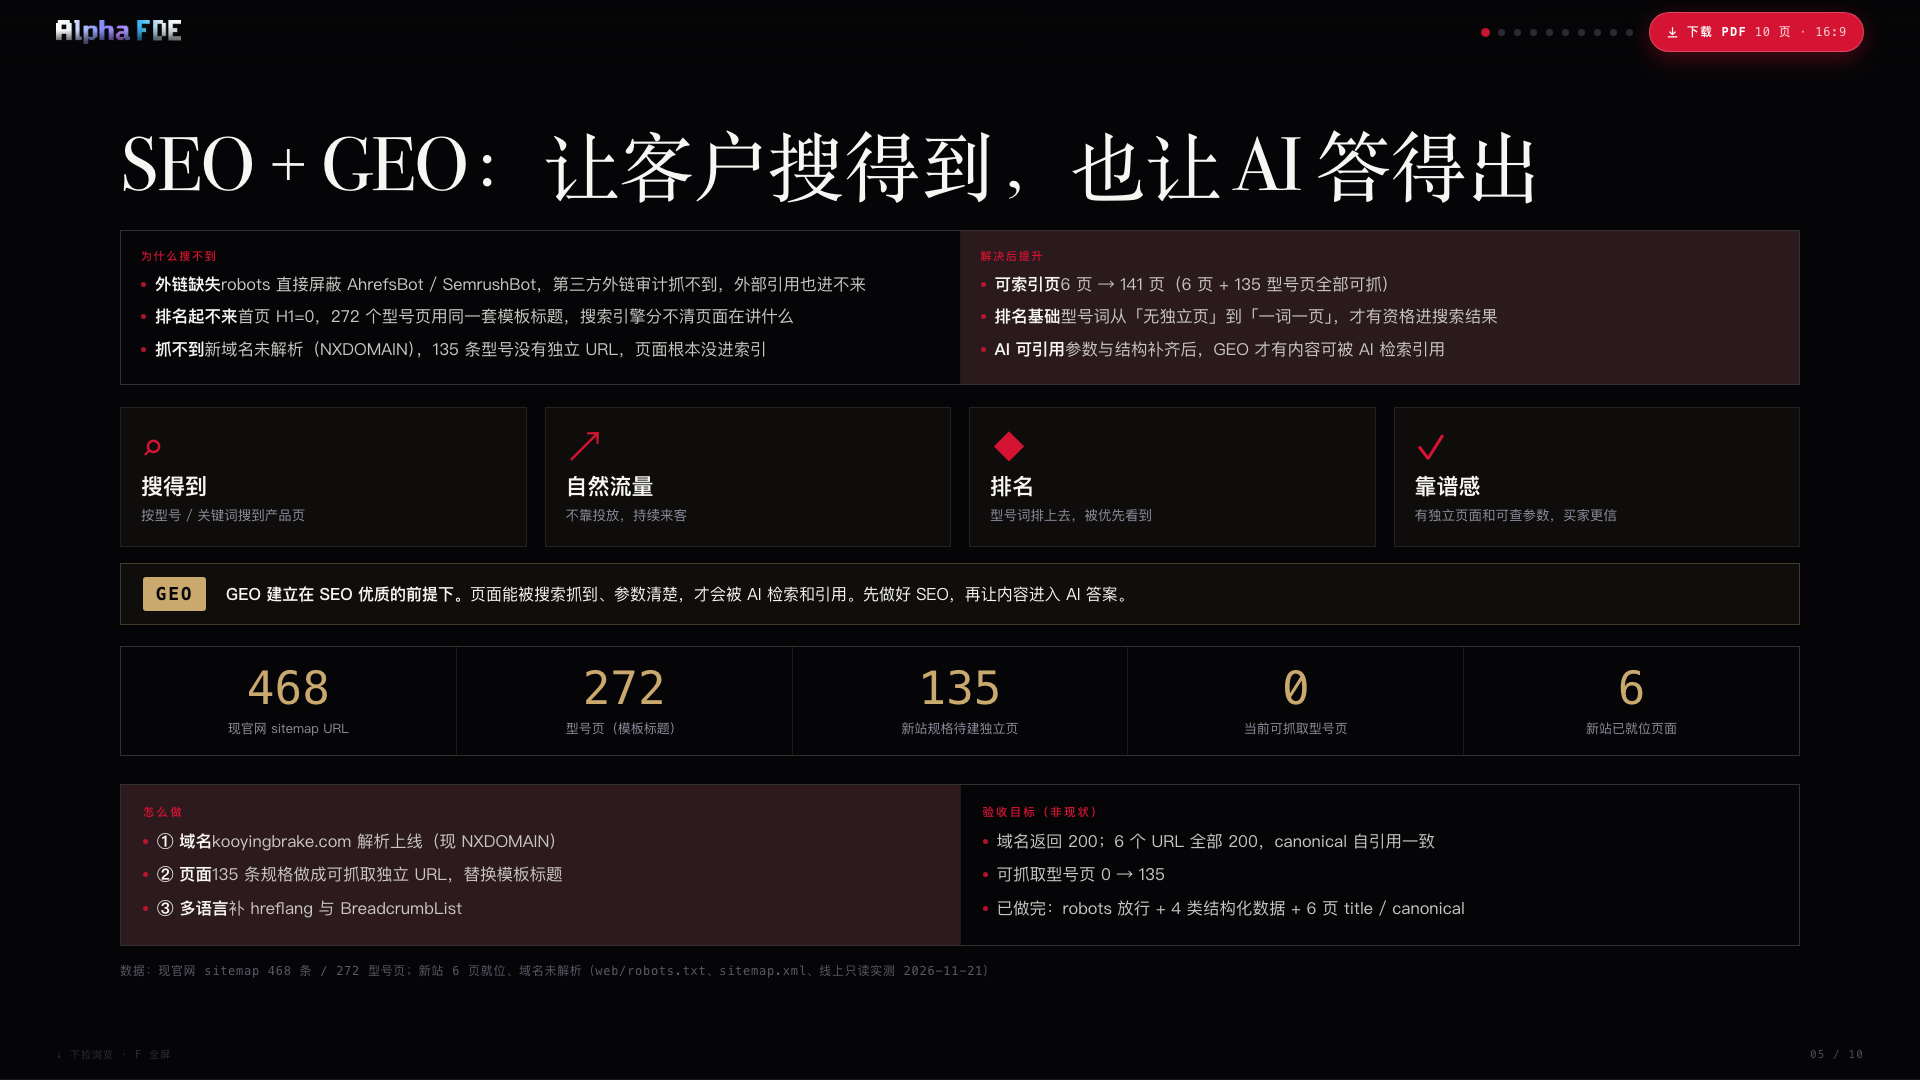 Alpha FDE
下载 PDF 10 页 · 16:9
SEO + GEO：让客户搜得到，也让 AI 答得出
为什么搜不到
外链缺失robots 直接屏蔽 AhrefsBot / SemrushBot，第三方外链审计抓不到，外部引用也进不来
排名起不来首页 H1=0，272 个型号页用同一套模板标题，搜索引擎分不清页面在讲什么
抓不到新域名未解析（NXDOMAIN），135 条型号没有独立 URL，页面根本没进索引
解决后提升
可索引页6 页 → 141 页（6 页 + 135 型号页全部可抓）
排名基础型号词从「无独立页」到「一词一页」，才有资格进搜索结果
AI 可引用参数与结构补齐后，GEO 才有内容可被 AI 检索引用
搜得到
按型号 / 关键词搜到产品页
自然流量
不靠投放，持续来客
排名
型号词排上去，被优先看到
靠谱感
有独立页面和可查参数，买家更信
GEO
GEO 建立在 SEO 优质的前提下。页面能被搜索抓到、参数清楚，才会被 AI 检索和引用。先做好 SEO，再让内容进入 AI 答案。
468
现官网 sitemap URL
272
型号页（模板标题）
135
新站规格待建独立页
0
当前可抓取型号页
6
新站已就位页面
怎么做
① 域名kooyingbrake.com 解析上线（现 NXDOMAIN）
② 页面135 条规格做成可抓取独立 URL，替换模板标题
③ 多语言补 hreflang 与 BreadcrumbList
验收目标（非现状）
域名返回 200；6 个 URL 全部 200，canonical 自引用一致
可抓取型号页 0 → 135
已做完：robots 放行 + 4 类结构化数据 + 6 页 title / canonical
数据：现官网 sitemap 468 条 / 272 型号页；新站 6 页就位、域名未解析（web/robots.txt、sitemap.xml、线上只读实测 2026-11-21）
↓ 下拉浏览 · F 全屏
05 / 10